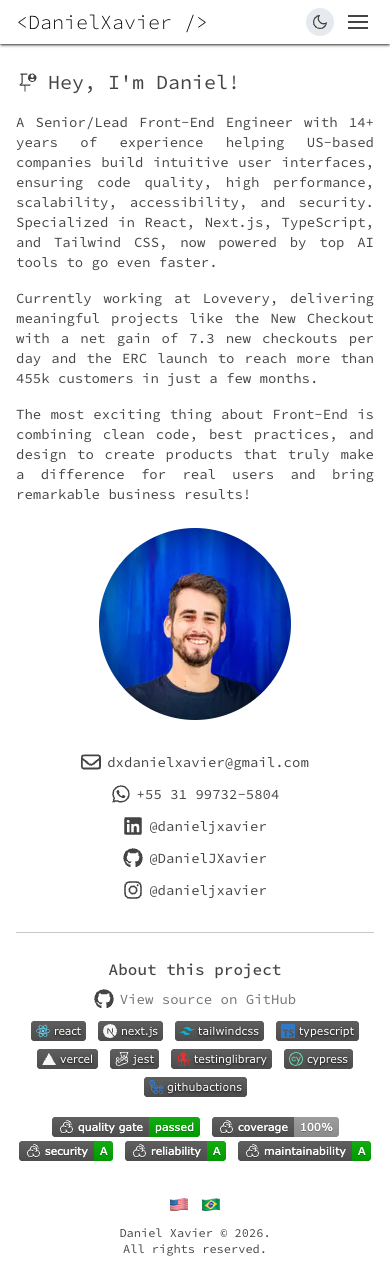 <DanielXavier />
Hey, I'm Daniel!
A Senior/Lead Front-End Engineer with 14+
years of experience helping US-based
companies build intuitive user interfaces,
ensuring code quality, high performance,
scalability, accessibility, and security.
Specialized in React, Next.js, TypeScript,
and Tailwind CSS, now powered by top AI
tools to go even faster.
Currently working at Lovevery, delivering
meaningful projects like the New Checkout
with a net gain of 7.3 new checkouts per
day and the ERC launch to reach more than
455k customers in just a few months.
The most exciting thing about Front-End is
combining clean code, best practices, and
design to create products that truly make
a difference for real users and bring
remarkable business results!
dxdanielxavier@gmail.com
+55 31 99732-5804
@danieljxavier
@DanielJXavier
@danieljxavier
About this project
View source on GitHub
react next.js tailwindcss typescript
vercel jest testinglibrary cypress
githubactions
quality gate passed coverage 100%
security A reliability A maintainability A
Daniel Xavier © 2026.
All rights reserved.